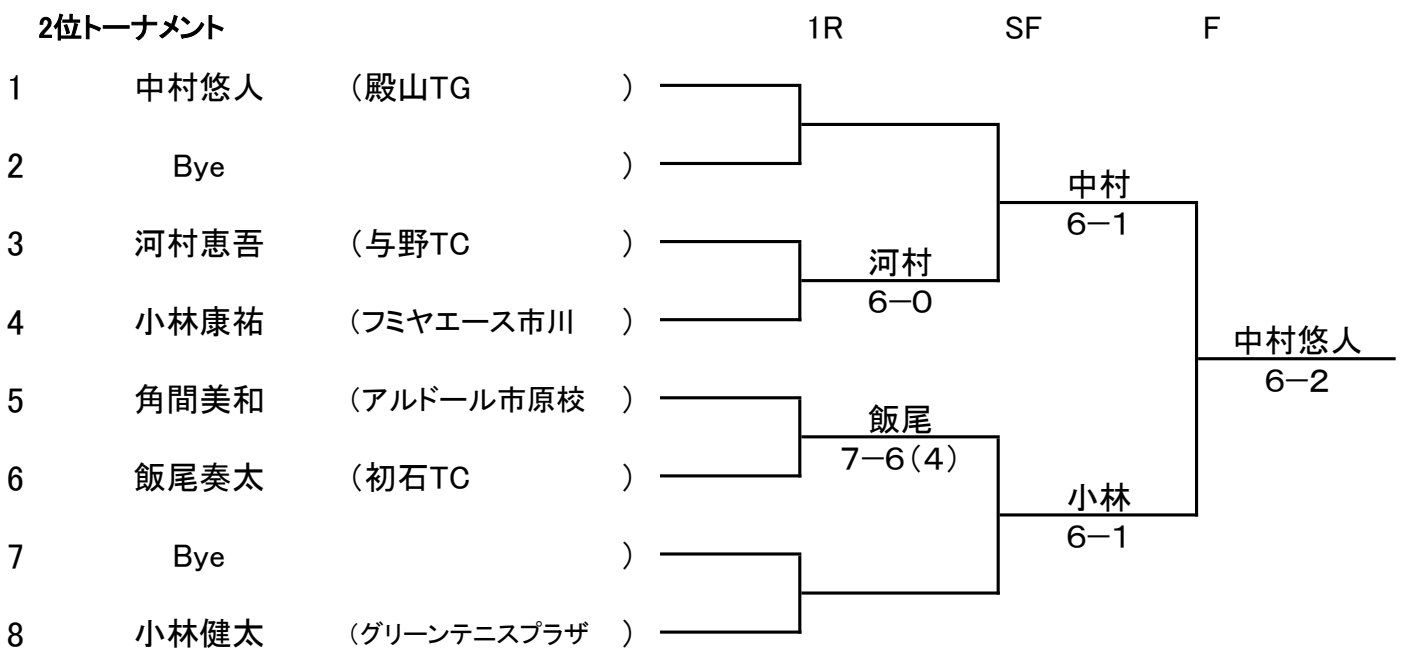 2位トーナメント 1R SF F
1 中村悠人 (殿山TG )
2 Bye )
中村
6-1
3 河村恵吾 (与野TC )
河村
6-0
4 小林康祐 (フミヤエース市川 )
中村悠人
6-2
5 角間美和 (アルドール市原校 )
飯尾
7-6(4)
6 飯尾奏太 (初石TC )
小林
6-1
7 Bye )
8 小林健太 (グリーンテニスプラザ )